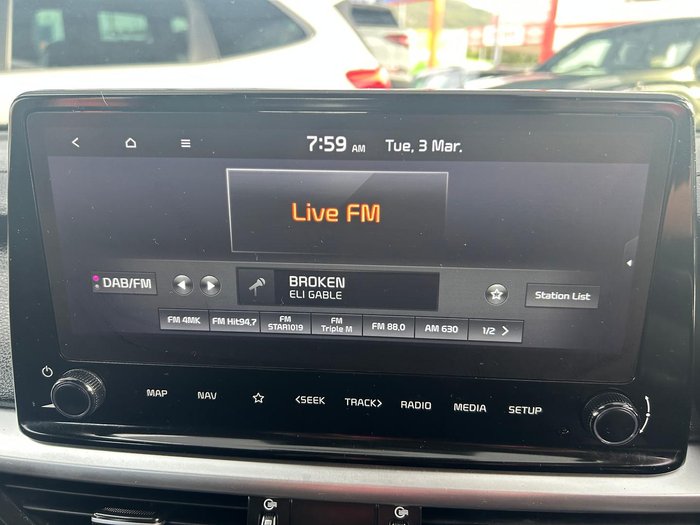 7:59 AM Tue, 3 Mar.
Live FM
DAB/FM
BROKEN
ELI GABLE
Station List
FM 4MK
FM Hit94.7
FM
STAR1019
FM
Triple M
FM 88.0
AM 630
1/2 >
MAP NAV <SEEK TRACK> RADIO MEDIA SETUP